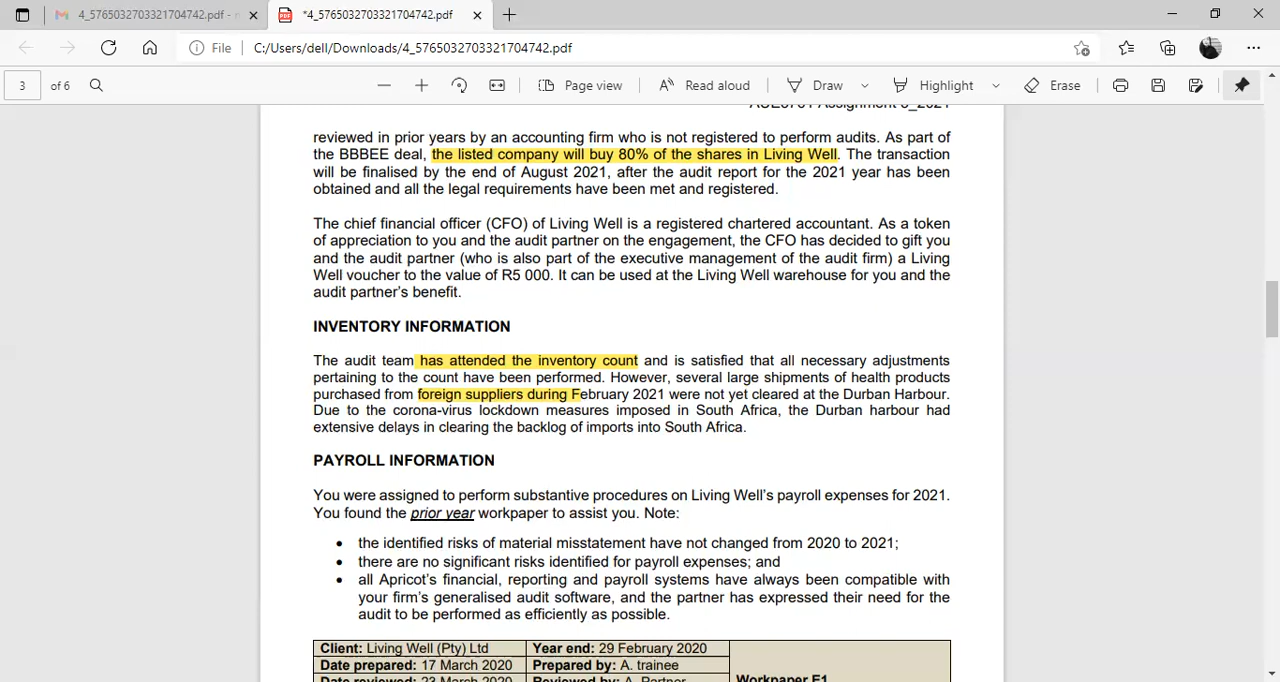 4_5765032703321704742.pdf - 
*4_5765032703321704742.pdf
File C:/Users/dell/Downloads/4_5765032703321704742.pdf
3 of 6 Page view Read aloud Draw Highlight Erase
Assignment
reviewed in prior years by an accounting firm who is not registered to perform audits. As part of
the BBBEE deal, the listed company will buy 80% of the shares in Living Well. The transaction
will be finalised by the end of August 2021, after the audit report for the 2021 year has been
obtained and all the legal requirements have been met and registered.
The chief financial officer (CFO) of Living Well is a registered chartered accountant. As a token
of appreciation to you and the audit partner on the engagement, the CFO has decided to gift you
and the audit partner (who is also part of the executive management of the audit firm) a Living
Well voucher to the value of R5 000. It can be used at the Living Well warehouse for you and the
audit partner's benefit.
INVENTORY INFORMATION
The audit team has attended the inventory count and is satisfied that all necessary adjustments
pertaining to the count have been performed. However, several large shipments of health products
purchased from foreign suppliers during February 2021 were not yet cleared at the Durban Harbour.
Due to the corona-virus lockdown measures imposed in South Africa, the Durban harbour had
extensive delays in clearing the backlog of imports into South Africa.
PAYROLL INFORMATION
You were assigned to perform substantive procedures on Living Well's payroll expenses for 2021.
You found the prior year workpaper to assist you. Note:
• the identified risks of material misstatement have not changed from 2020 to 2021;
• there are no significant risks identified for payroll expenses; and
• all Apricot's financial, reporting and payroll systems have always been compatible with
your firm's generalised audit software, and the partner has expressed their need for the
audit to be performed as efficiently as possible.
Client: Living Well (Pty) Ltd Year end: 29 February 2020
Date prepared: 17 March 2020 Prepared by: A. trainee
Date reviewed: 23 March 2020 Reviewed by: A. Partner
Workpaper F1